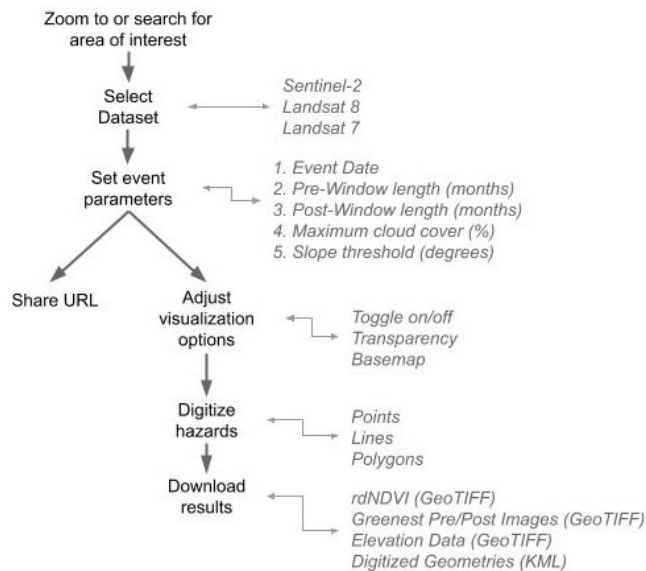 Zoom to or search for
area of interest
Select
Dataset
Sentinel-2
Landsat 8
Landsat 7
Set event
parameters
1. Event Date
2. Pre-Window length (months)
3. Post-Window length (months)
4. Maximum cloud cover (%)
5. Slope threshold (degrees)
Share URL
Adjust
visualization
options
Toggle on/off
Transparency
Basemap
Digitize
hazards
Points
Lines
Polygons
Download
results
rdNDVI (GeoTIFF)
Greenest Pre/Post Images (GeoTIFF)
Elevation Data (GeoTIFF)
Digitized Geometries (KML)